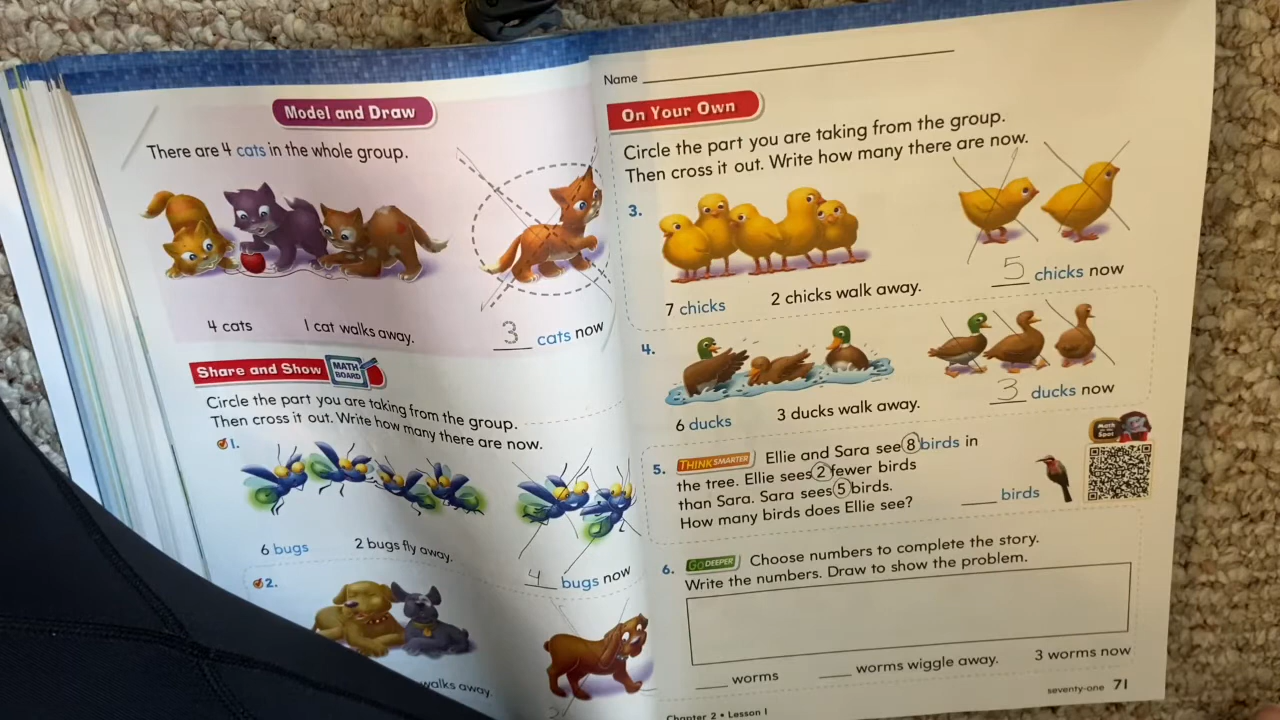 Model and Draw
There are 4 cats in the whole group.
4 cats
1 cat walks away.
3 cats now
Share and Show
MATH
BOARD
Circle the part you are taking from the group.
Then cross it out. Write how many there are now.
1.
6 bugs
2 bugs fly away.
4 bugs now
2.
walks away.
Name
On Your Own
Circle the part you are taking from the group.
Then cross it out. Write how many there are now.
3.
7 chicks
2 chicks walk away.
5 chicks now
4.
6 ducks
3 ducks walk away.
3 ducks now
Math
on the
Spot
5. THINK SMARTER Ellie and Sara see 8 birds in
the tree. Ellie sees 2 fewer birds
than Sara. Sara sees 5 birds.
How many birds does Ellie see?
birds
6. GO DEEPER Choose numbers to complete the story.
Write the numbers. Draw to show the problem.
worms
worms wiggle away.
3 worms now
Chapter 2 • Lesson 1
seventy-one 71